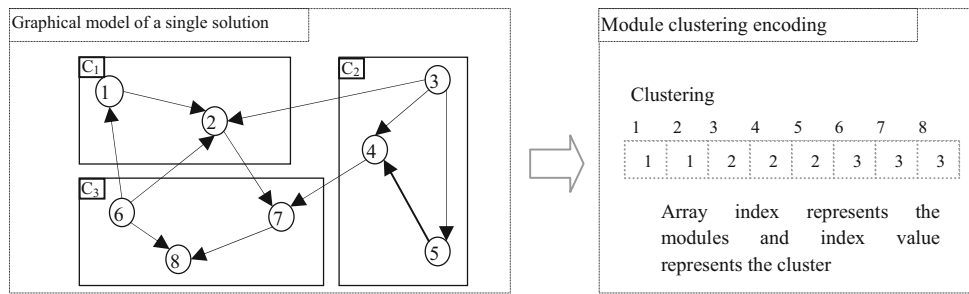 Graphical model of a single solution
C1
1
2
C2
3
4
5
C3
6
7
8
Module clustering encoding
Clustering
1 2 3 4 5 6 7 8
1 1 2 2 2 3 3 3
Array index represents the
modules and index value
represents the cluster